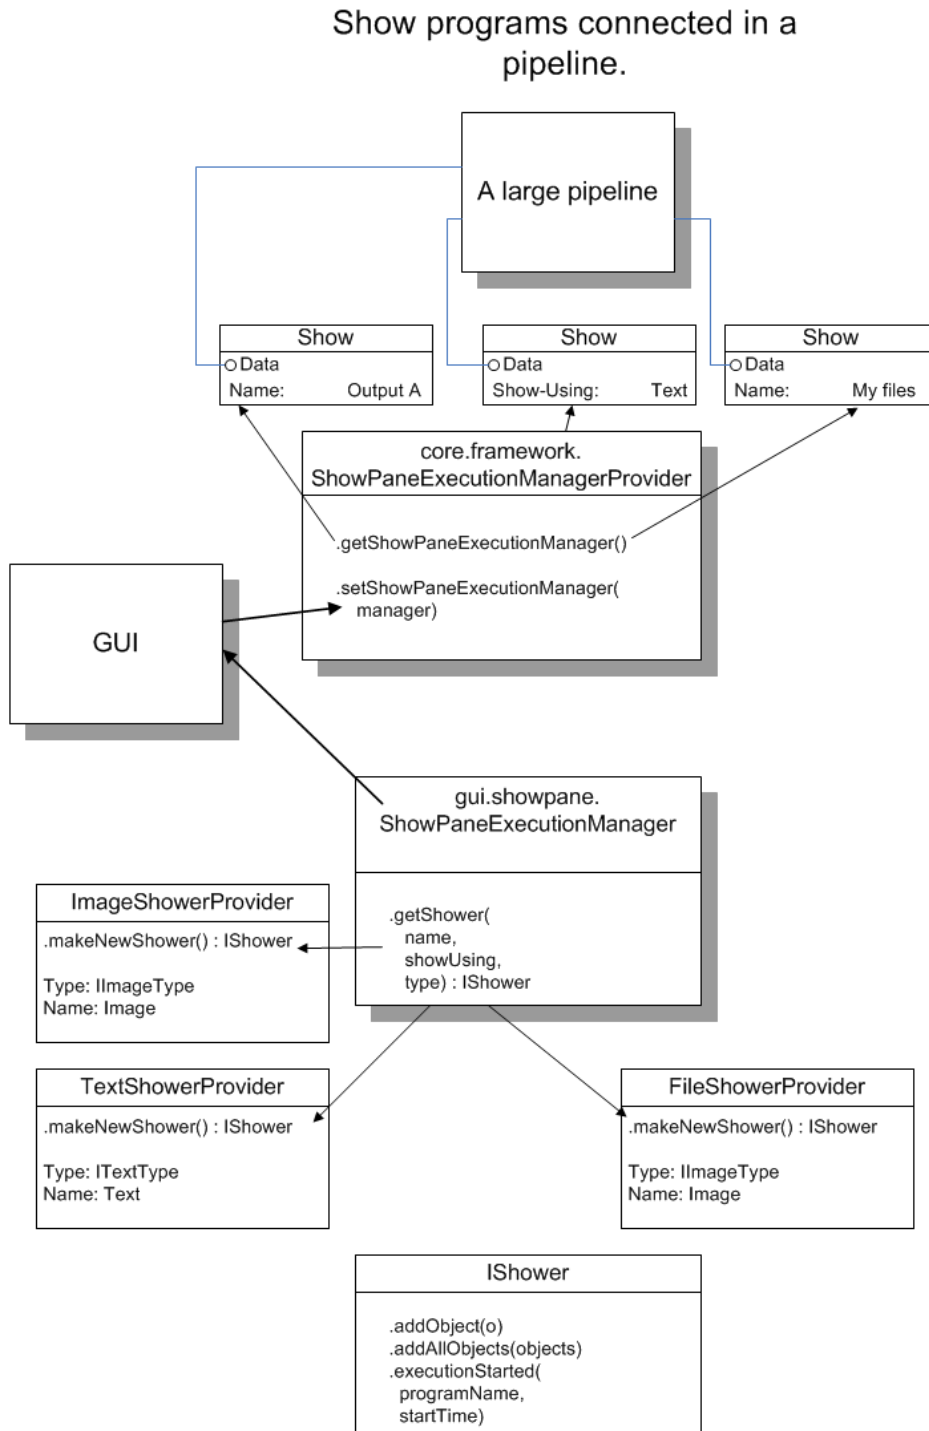 Show programs connected in a
pipeline.
A large pipeline
Show
Data
Name: Output A
Show
Data
Show-Using: Text
Show
Data
Name: My files
core.framework.
ShowPaneExecutionManagerProvider
.getShowPaneExecutionManager()
.setShowPaneExecutionManager(
manager)
GUI
gui.showpane.
ShowPaneExecutionManager
.getShower(
name,
showUsing,
type) : IShower
ImageShowerProvider
.makeNewShower() : IShower
Type: IImageType
Name: Image
TextShowerProvider
.makeNewShower() : IShower
Type: ITextType
Name: Text
FileShowerProvider
.makeNewShower() : IShower
Type: IImageType
Name: Image
IShower
.addObject(o)
.addAllObjects(objects)
.executionStarted(
programName,
startTime)